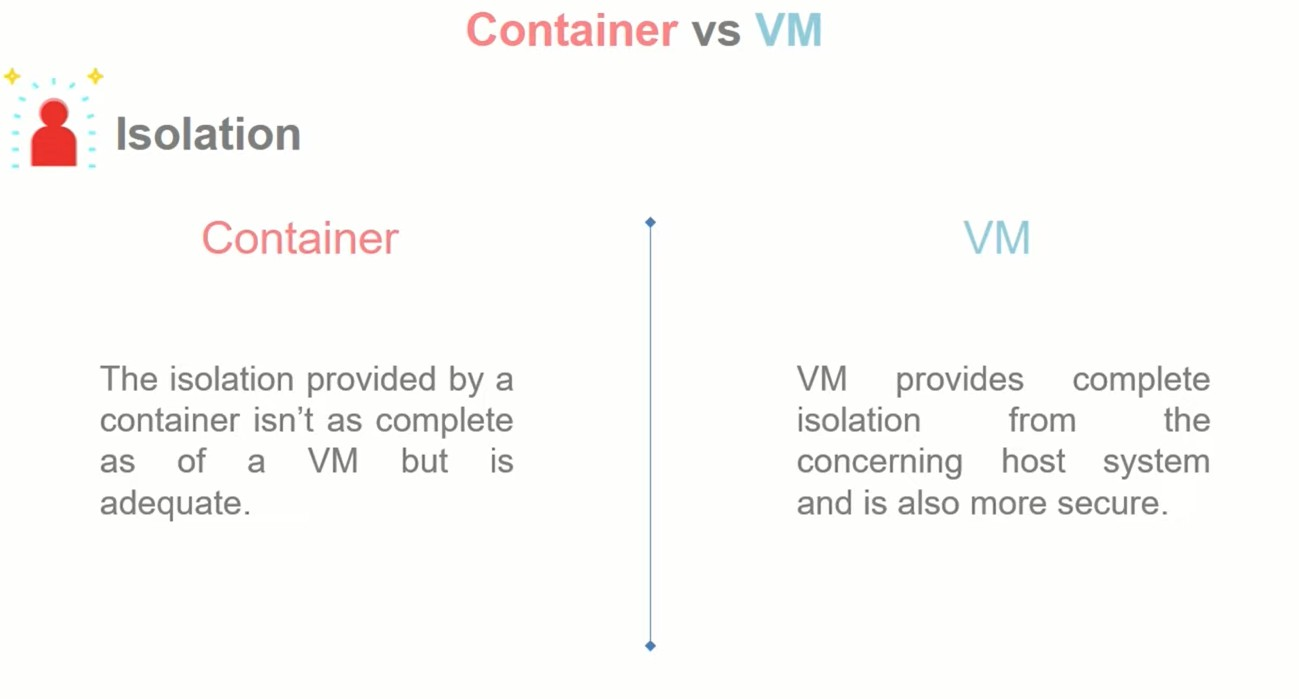 Container vs VM
Isolation
Container
The isolation provided by a
container isn’t as complete
as of a VM but is
adequate.
VM
VM provides complete
isolation from the
concerning host system
and is also more secure.